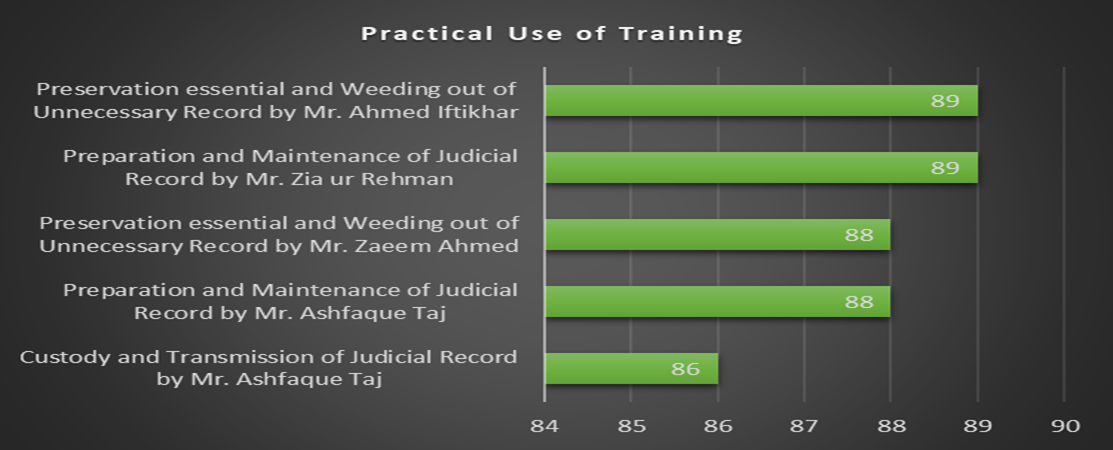 Practical Use of Training
Preservation essential and Weeding out of
Unnecessary Record by Mr. Ahmed Iftikhar
89
Preparation and Maintenance of Judicial
Record by Mr. Zia ur Rehman
89
Preservation essential and Weeding out of
Unnecessary Record by Mr. Zaeem Ahmed
88
Preparation and Maintenance of Judicial
Record by Mr. Ashfaque Taj
88
Custody and Transmission of Judicial Record
by Mr. Ashfaque Taj
86
84 85 86 87 88 89 90